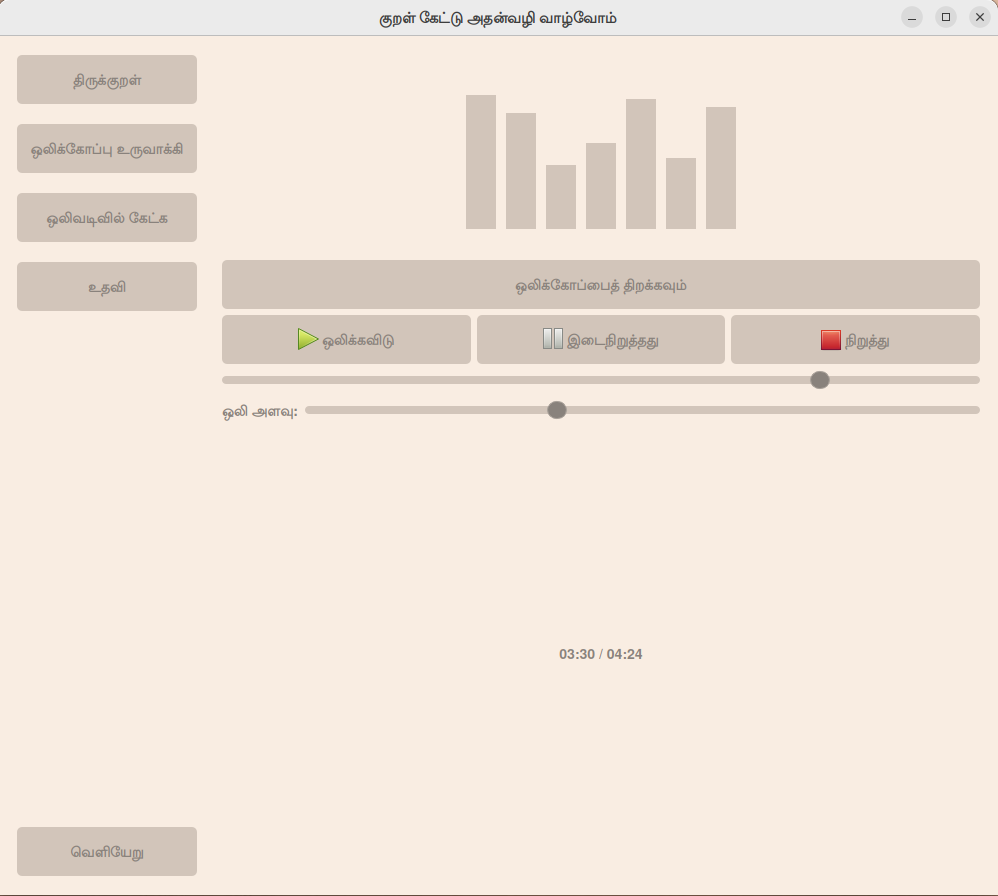 குறள் கேட்டு அதன்வழி வாழ்வோம்
திருக்குறள்
ஒலிக்கோப்பு உருவாக்கி
ஒலிவடிவில் கேட்க
உதவி
ஒலிக்கோப்பைத் திறக்கவும்
ஒலிக்கவிடு
இடைநிறுத்தது
நிறுத்து
ஒலி அளவு:
03:30 / 04:24
வெளியேறு